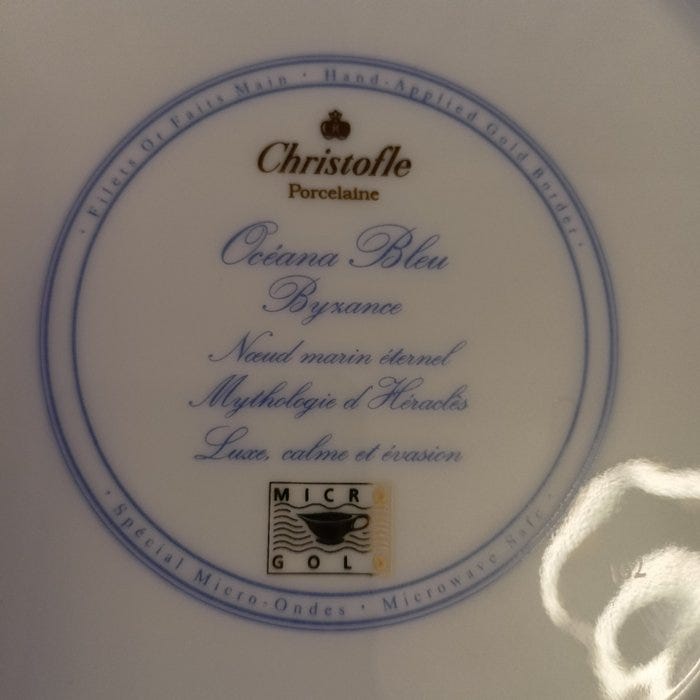 · Filets Or Faits Main · Hand-Applied Gold Border ·
Christofle
Porcelaine
Océana Bleu
Byzance
Nœud marin éternel
Mythologie d Héraclès
Luxe, calme et évasion
MICRO
GOLD
· Spécial Micro-Ondes · Microwave Safe ·